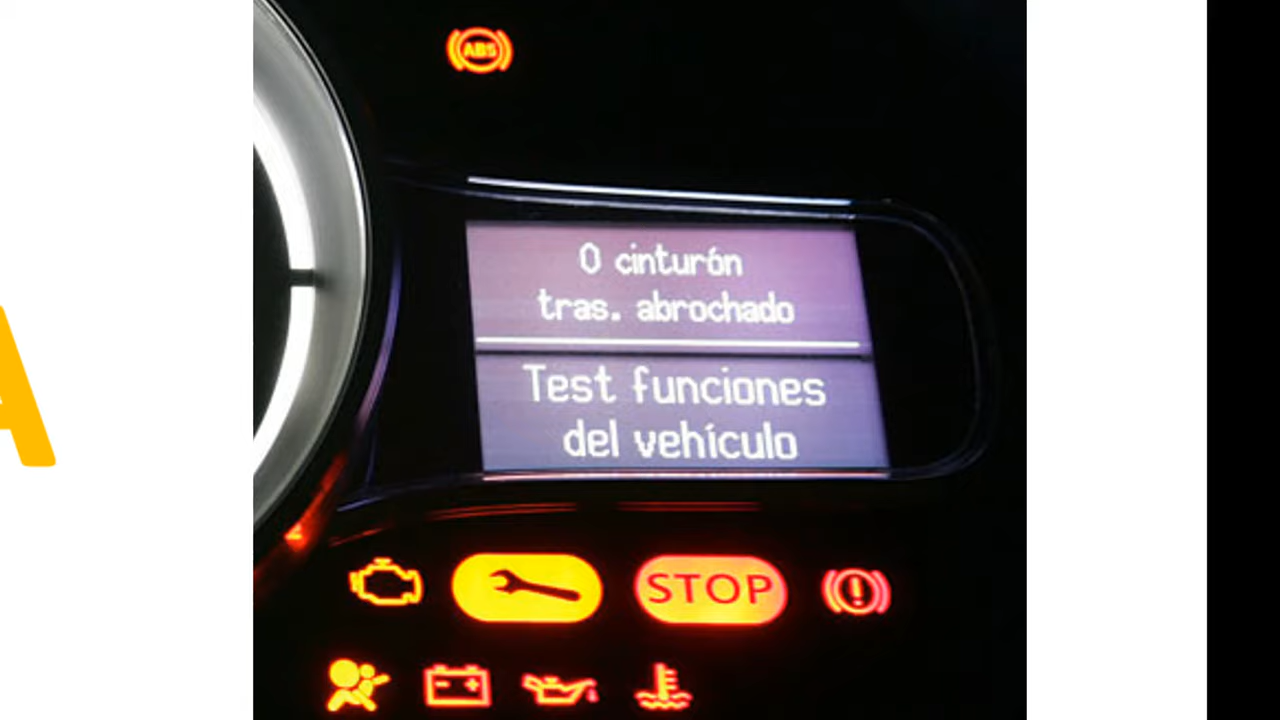 ABS
0 cinturón
tras. abrochado
Test funciones
del vehículo
STOP
A